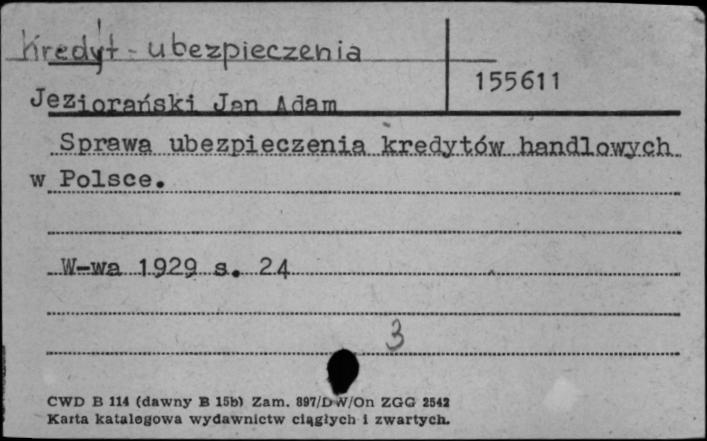 Kredyt - ubezpieczenia
155611
Jeziorański Jan Adam
Sprawa ubezpieczenia kredytów handlowych
w Polsce.
W-wa 1929 s. 24
3
CWD B 114 (dawny B 15b) Zam. 897/DW/On ZGG 2542
Karta katalogowa wydawnictw ciągłych i zwartych.